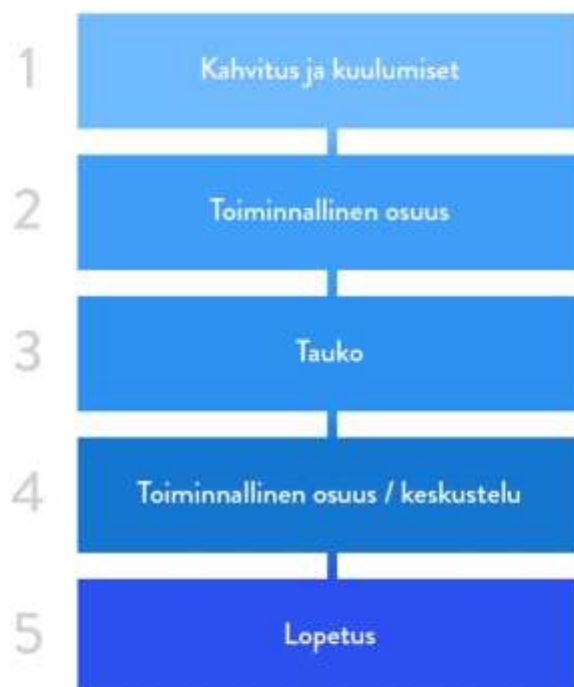 1 Kahvitus ja kuulumiset
2 Toiminnallinen osuus
3 Tauko
4 Toiminnallinen osuus / keskustelu
5 Lopetus